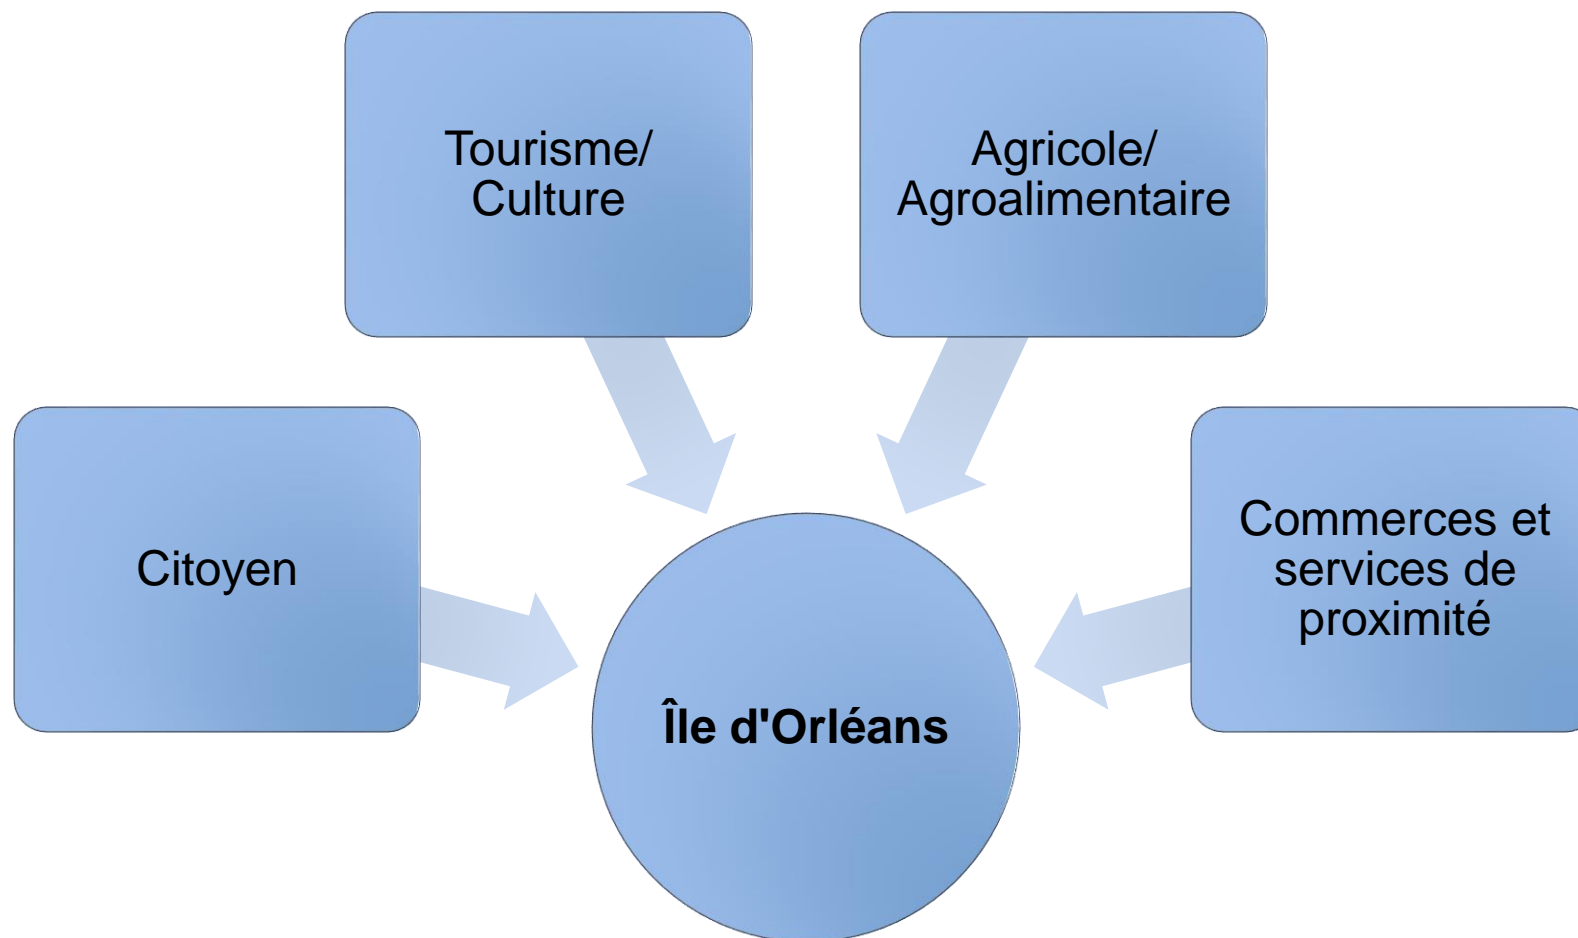 Tourisme/
Culture
Agricole/
Agroalimentaire
Citoyen
Commerces et
services de
proximité
Île d'Orléans